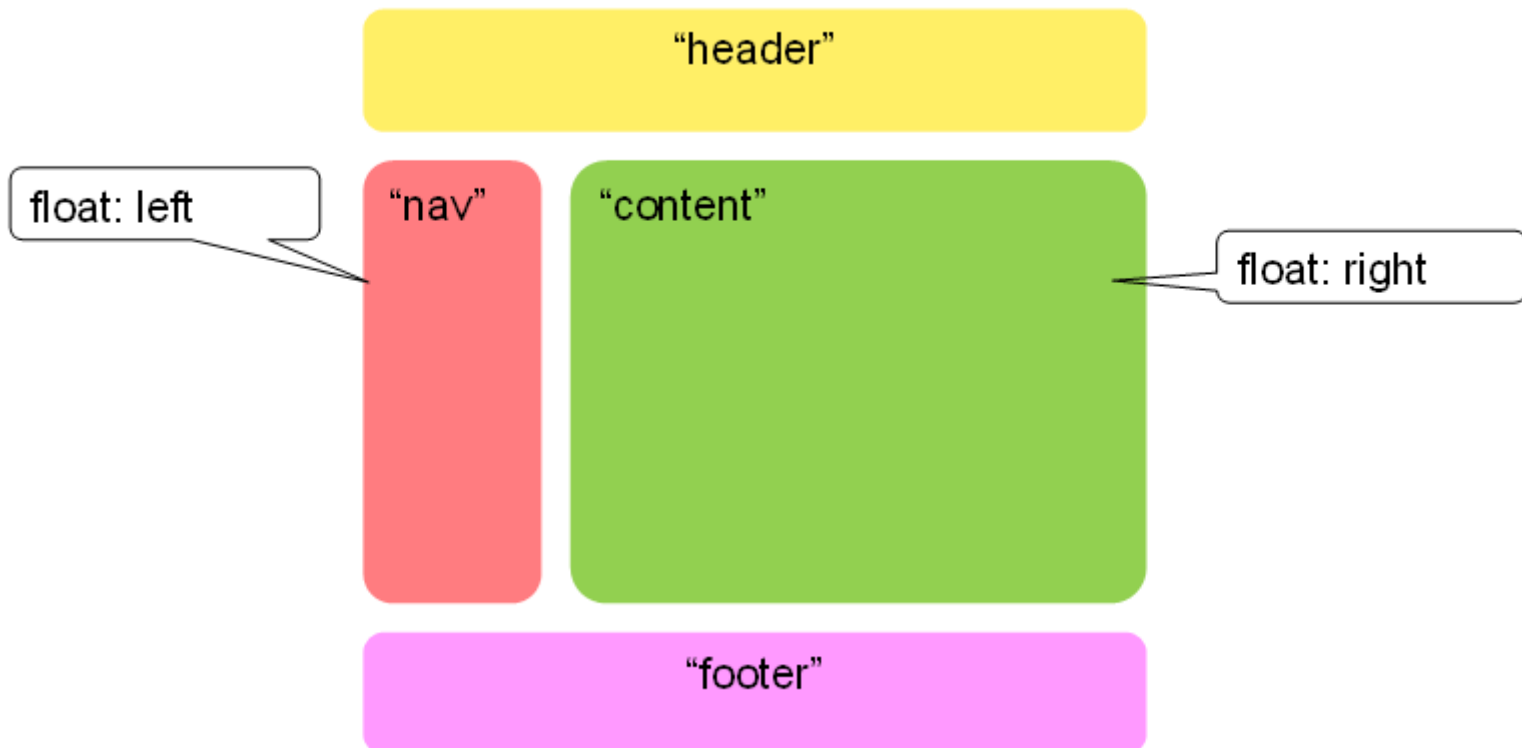 “header”
float: left
“nav”
“content”
float: right
“footer”